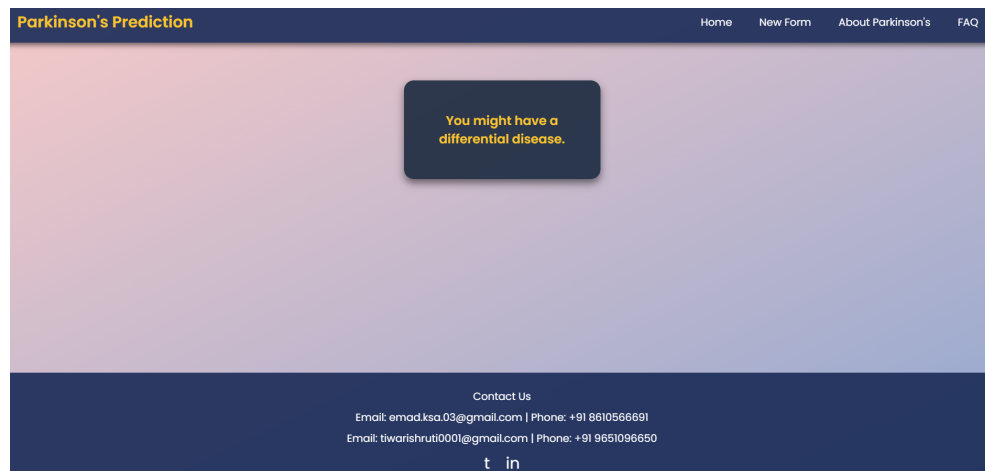 Parkinson's Prediction
Home New Form About Parkinson's FAQ
You might have a
differential disease.
Contact Us
Email: emad.ksa.03@gmail.com | Phone: +91 8610566691
Email: tiwarishruti0001@gmail.com | Phone: +91 9651096650
t in